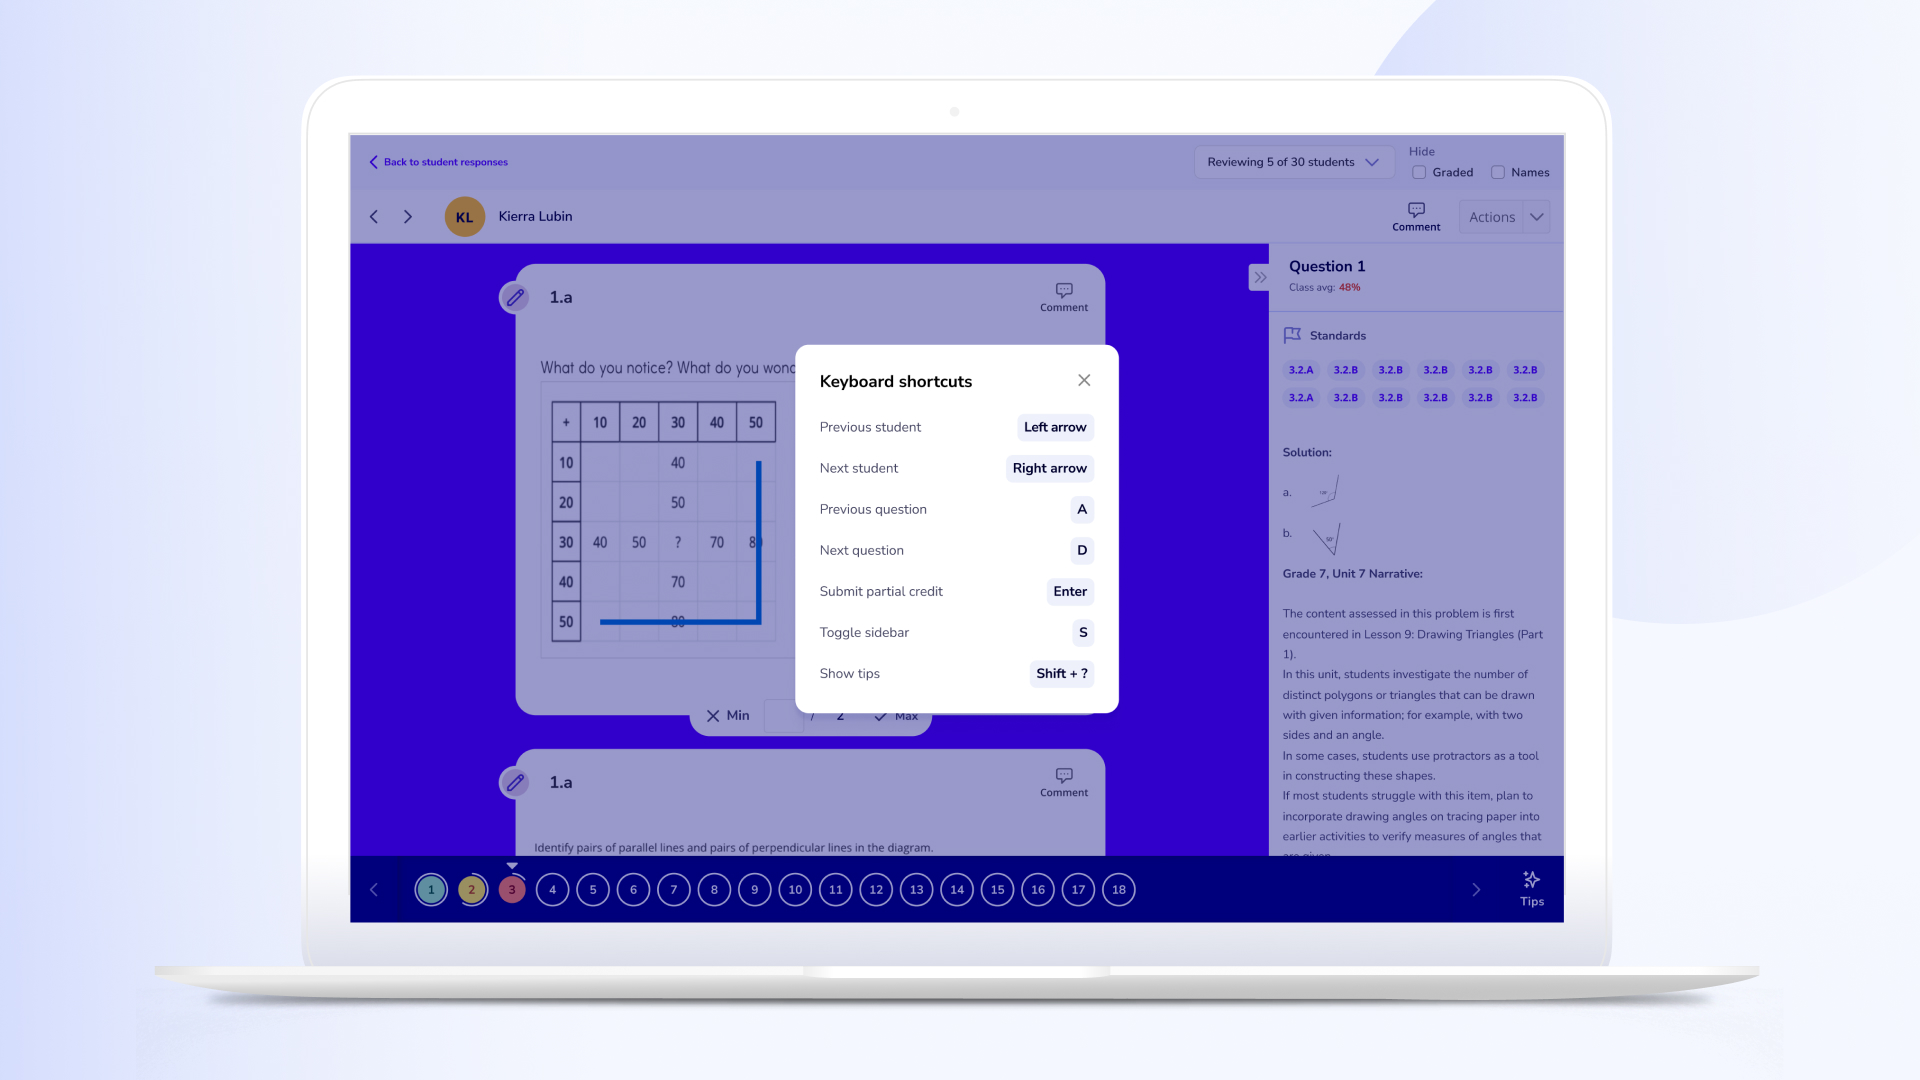 Back to student responses
Reviewing 5 of 30 students
Hide
Graded
Names
KL
Kierra Lubin
Comment
Actions
1.a
Comment
What do you notice? What do you
+ 10 20 30 40 50
10 40
20 50
30 40 50 ? 70 80
40 70
50 80
Min / 2 Max
1.a
Comment
Identify pairs of parallel lines and pairs of perpendicular lines in the diagram.
Keyboard shortcuts
Previous student Left arrow
Next student Right arrow
Previous question A
Next question D
Submit partial credit Enter
Toggle sidebar S
Show tips Shift + ?
Question 1
Class avg: 48%
Standards
3.2.A 3.2.B 3.2.B 3.2.B 3.2.B 3.2.B
3.2.A 3.2.B 3.2.B 3.2.B 3.2.B 3.2.B
Solution:
a.
b.
Grade 7, Unit 7 Narrative:
The content assessed in this problem is first
encountered in Lesson 9: Drawing Triangles (Part
1).
In this unit, students investigate the number of
distinct polygons or triangles that can be drawn
with given information; for example, with two
sides and an angle.
In some cases, students use protractors as a tool
in constructing these shapes.
If most students struggle with this item, plan to
incorporate drawing angles on tracing paper into
earlier activities to verify measures of angles that
are given
1 2 3 4 5 6 7 8 9 10 11 12 13 14 15 16 17 18
Tips